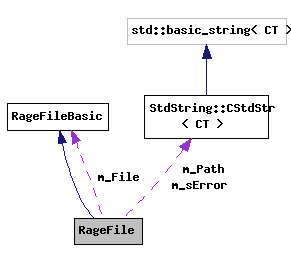 std::basic_string< CT >
StdString::CStdStr
< CT >
RageFileBasic
m_File
m_Path
m_sError
RageFile